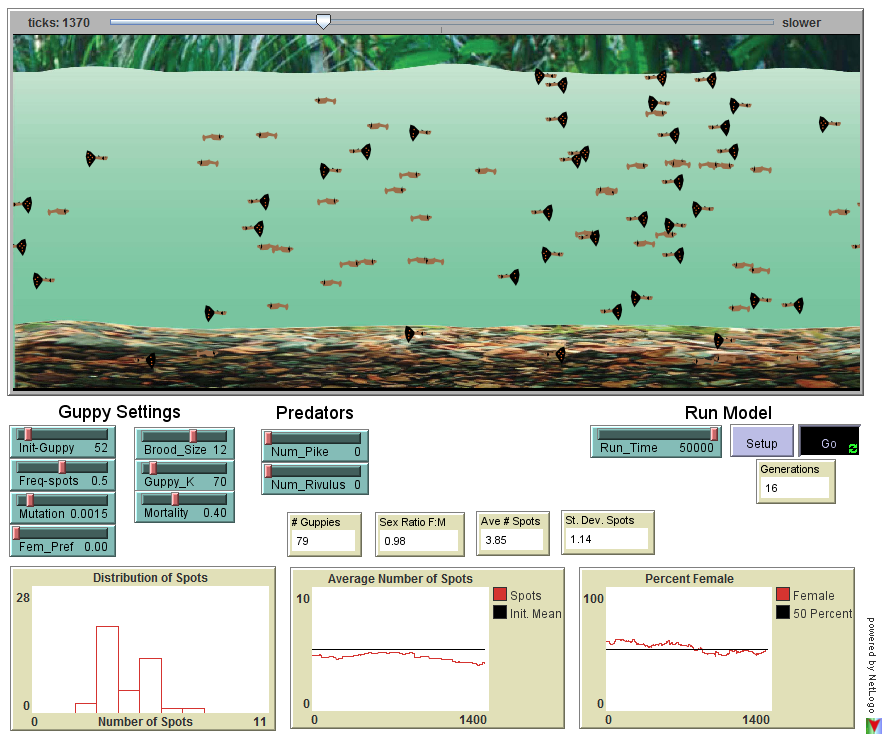 ticks: 1370 slower
Guppy Settings Predators Run Model
Init-Guppy 52
Brood_Size 12
Num_Pike 0
Run_Time 50000
Setup
Go
Freq-spots 0.5
Guppy_K 70
Num_Rivulus 0
Generations
16
Mutation 0.0015
Mortality 0.40
Fem_Pref 0.00
# Guppies
79
Sex Ratio F:M
0.98
Ave # Spots
3.85
St. Dev. Spots
1.14
Distribution of Spots
28
0
0 Number of Spots 11
Average Number of Spots
10
0
0 1400
Spots
Init. Mean
Percent Female
100
0
0 1400
Female
50 Percent
powered by NetLogo